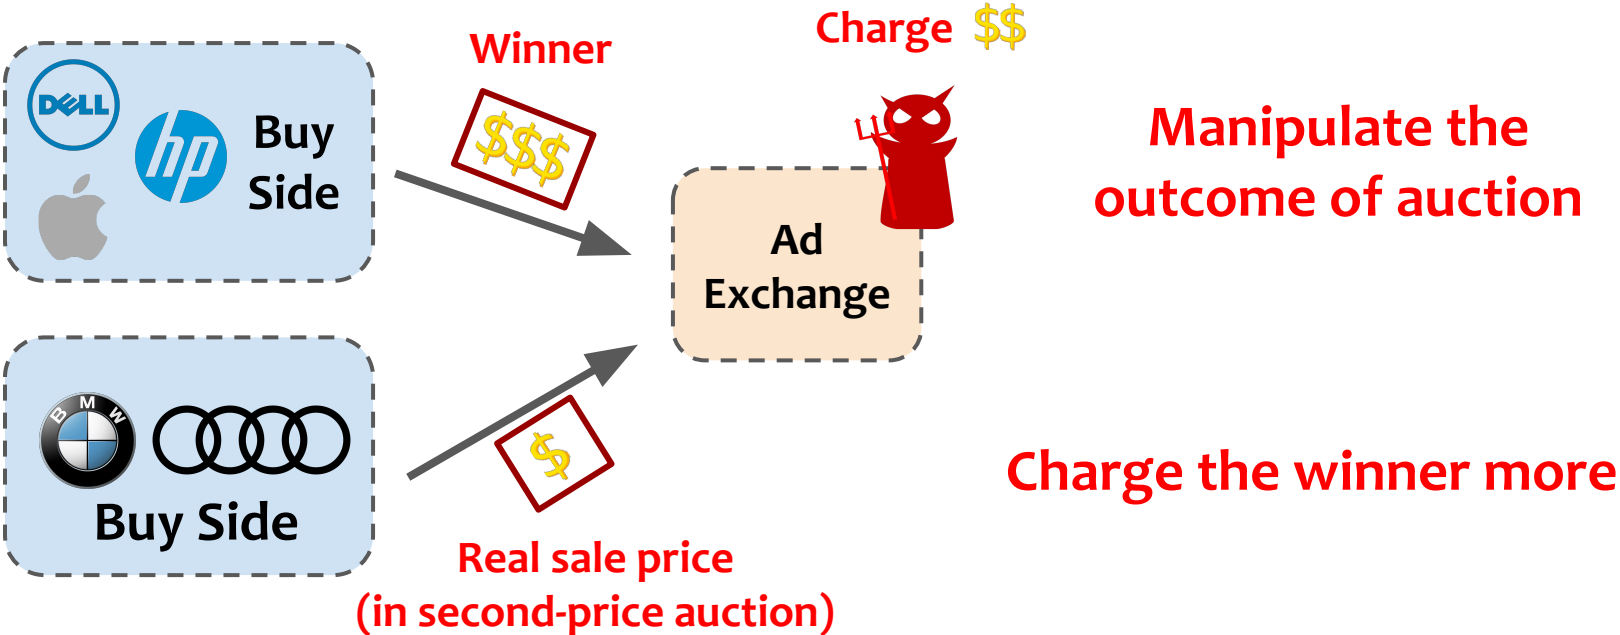 Winner
Charge $$
$$$
DELL
hp
Buy
Side
Manipulate the
outcome of auction
Ad
Exchange
BMW
Buy Side
$
Charge the winner more
Real sale price
(in second-price auction)